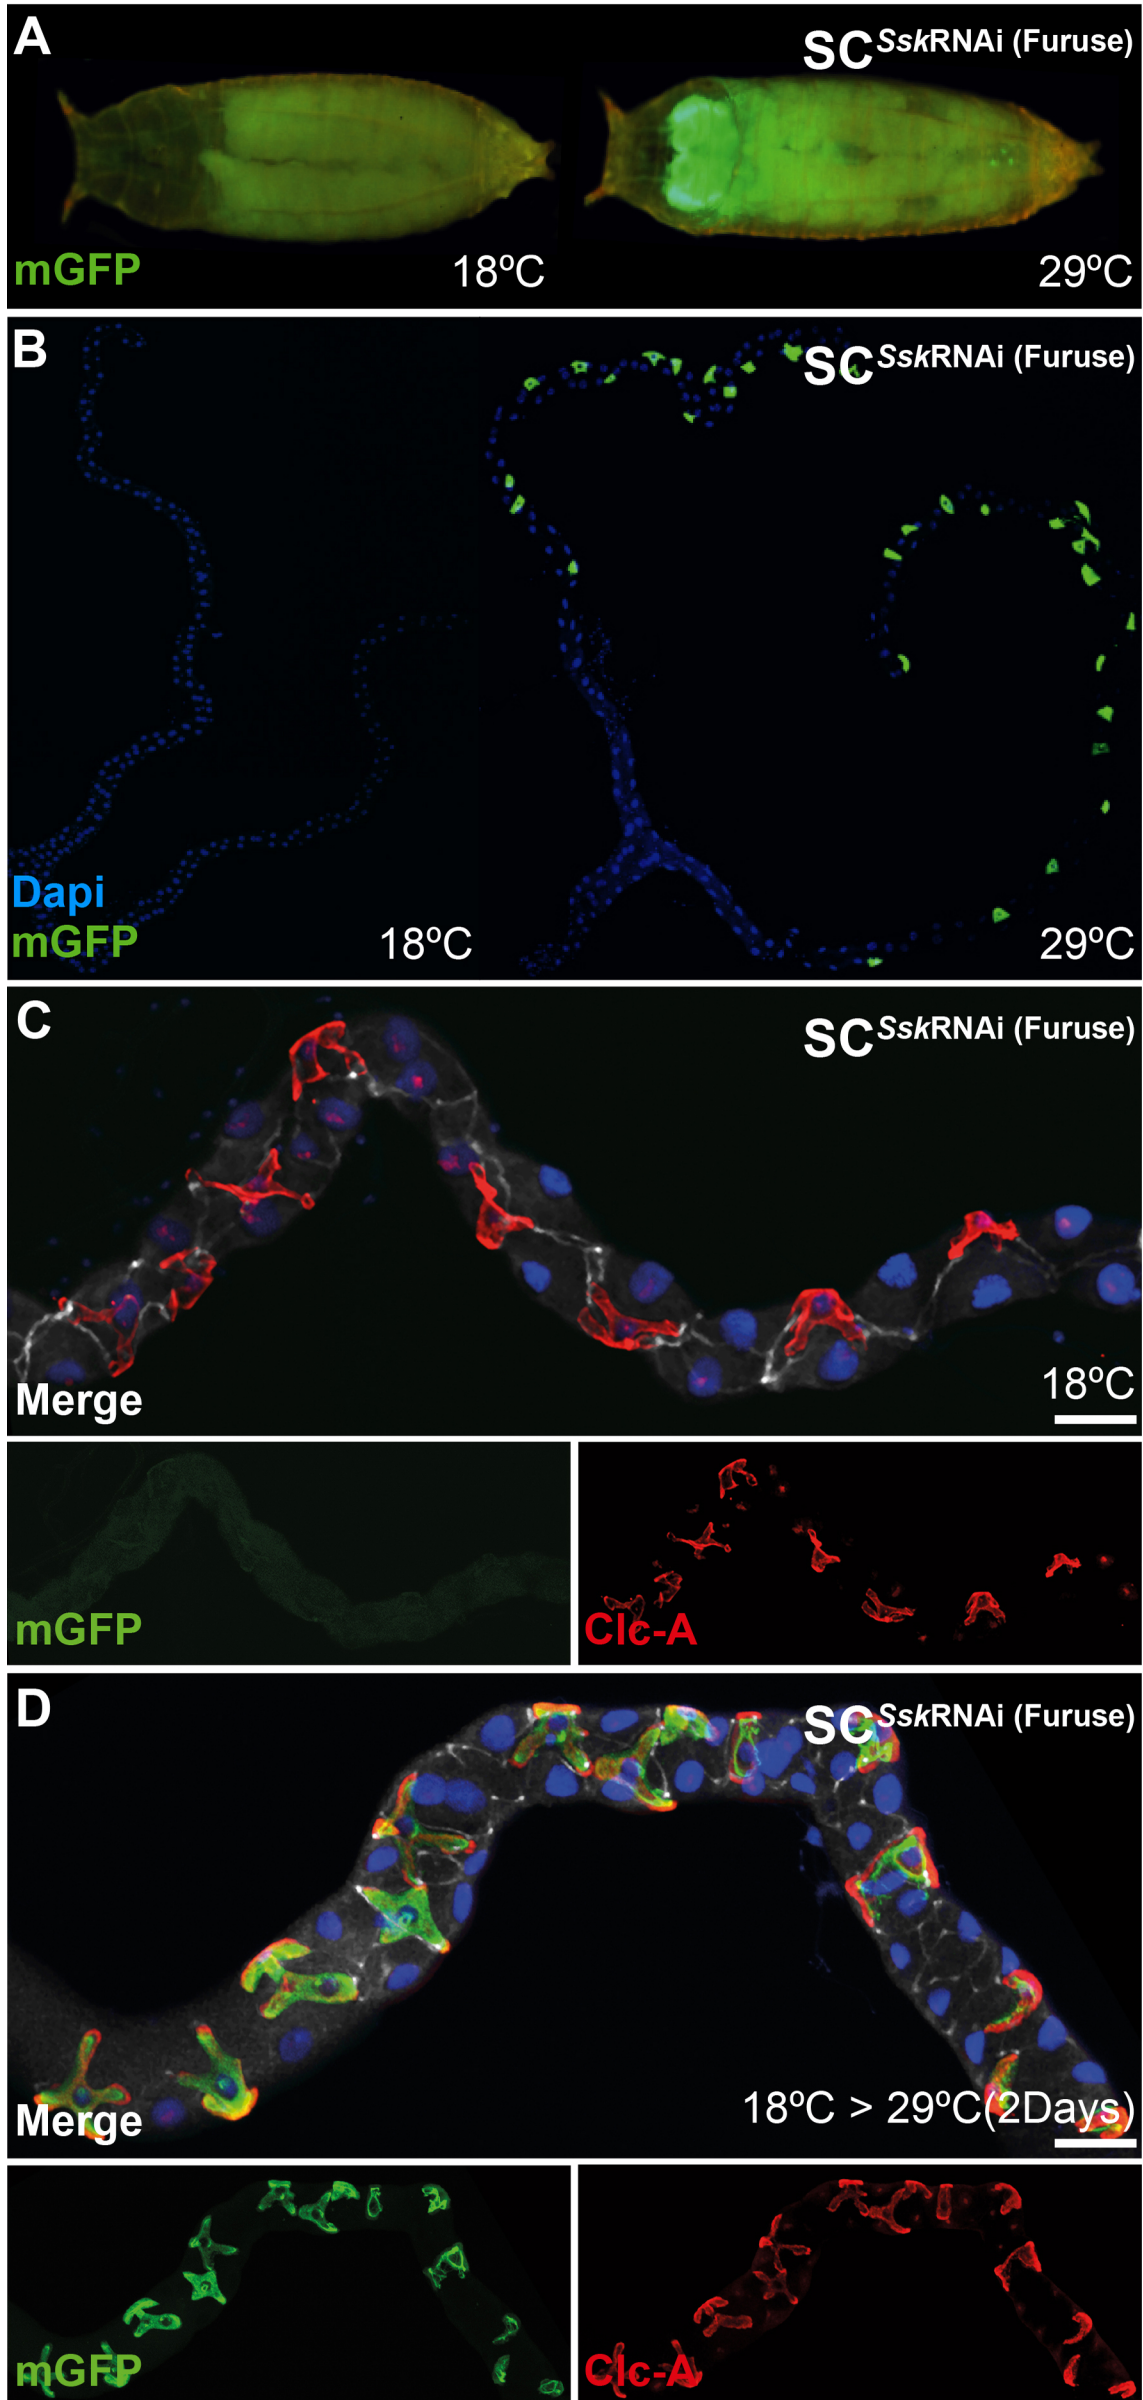 A
SC SskRNAi (Furuse)
mGFP
18ºC
29ºC
B
SC SskRNAi (Furuse)
Dapi
mGFP
18ºC
29ºC
C
SC SskRNAi (Furuse)
Merge
18ºC
mGFP
Clc-A
D
SC SskRNAi (Furuse)
Merge
18ºC > 29ºC(2Days)
mGFP
Clc-A